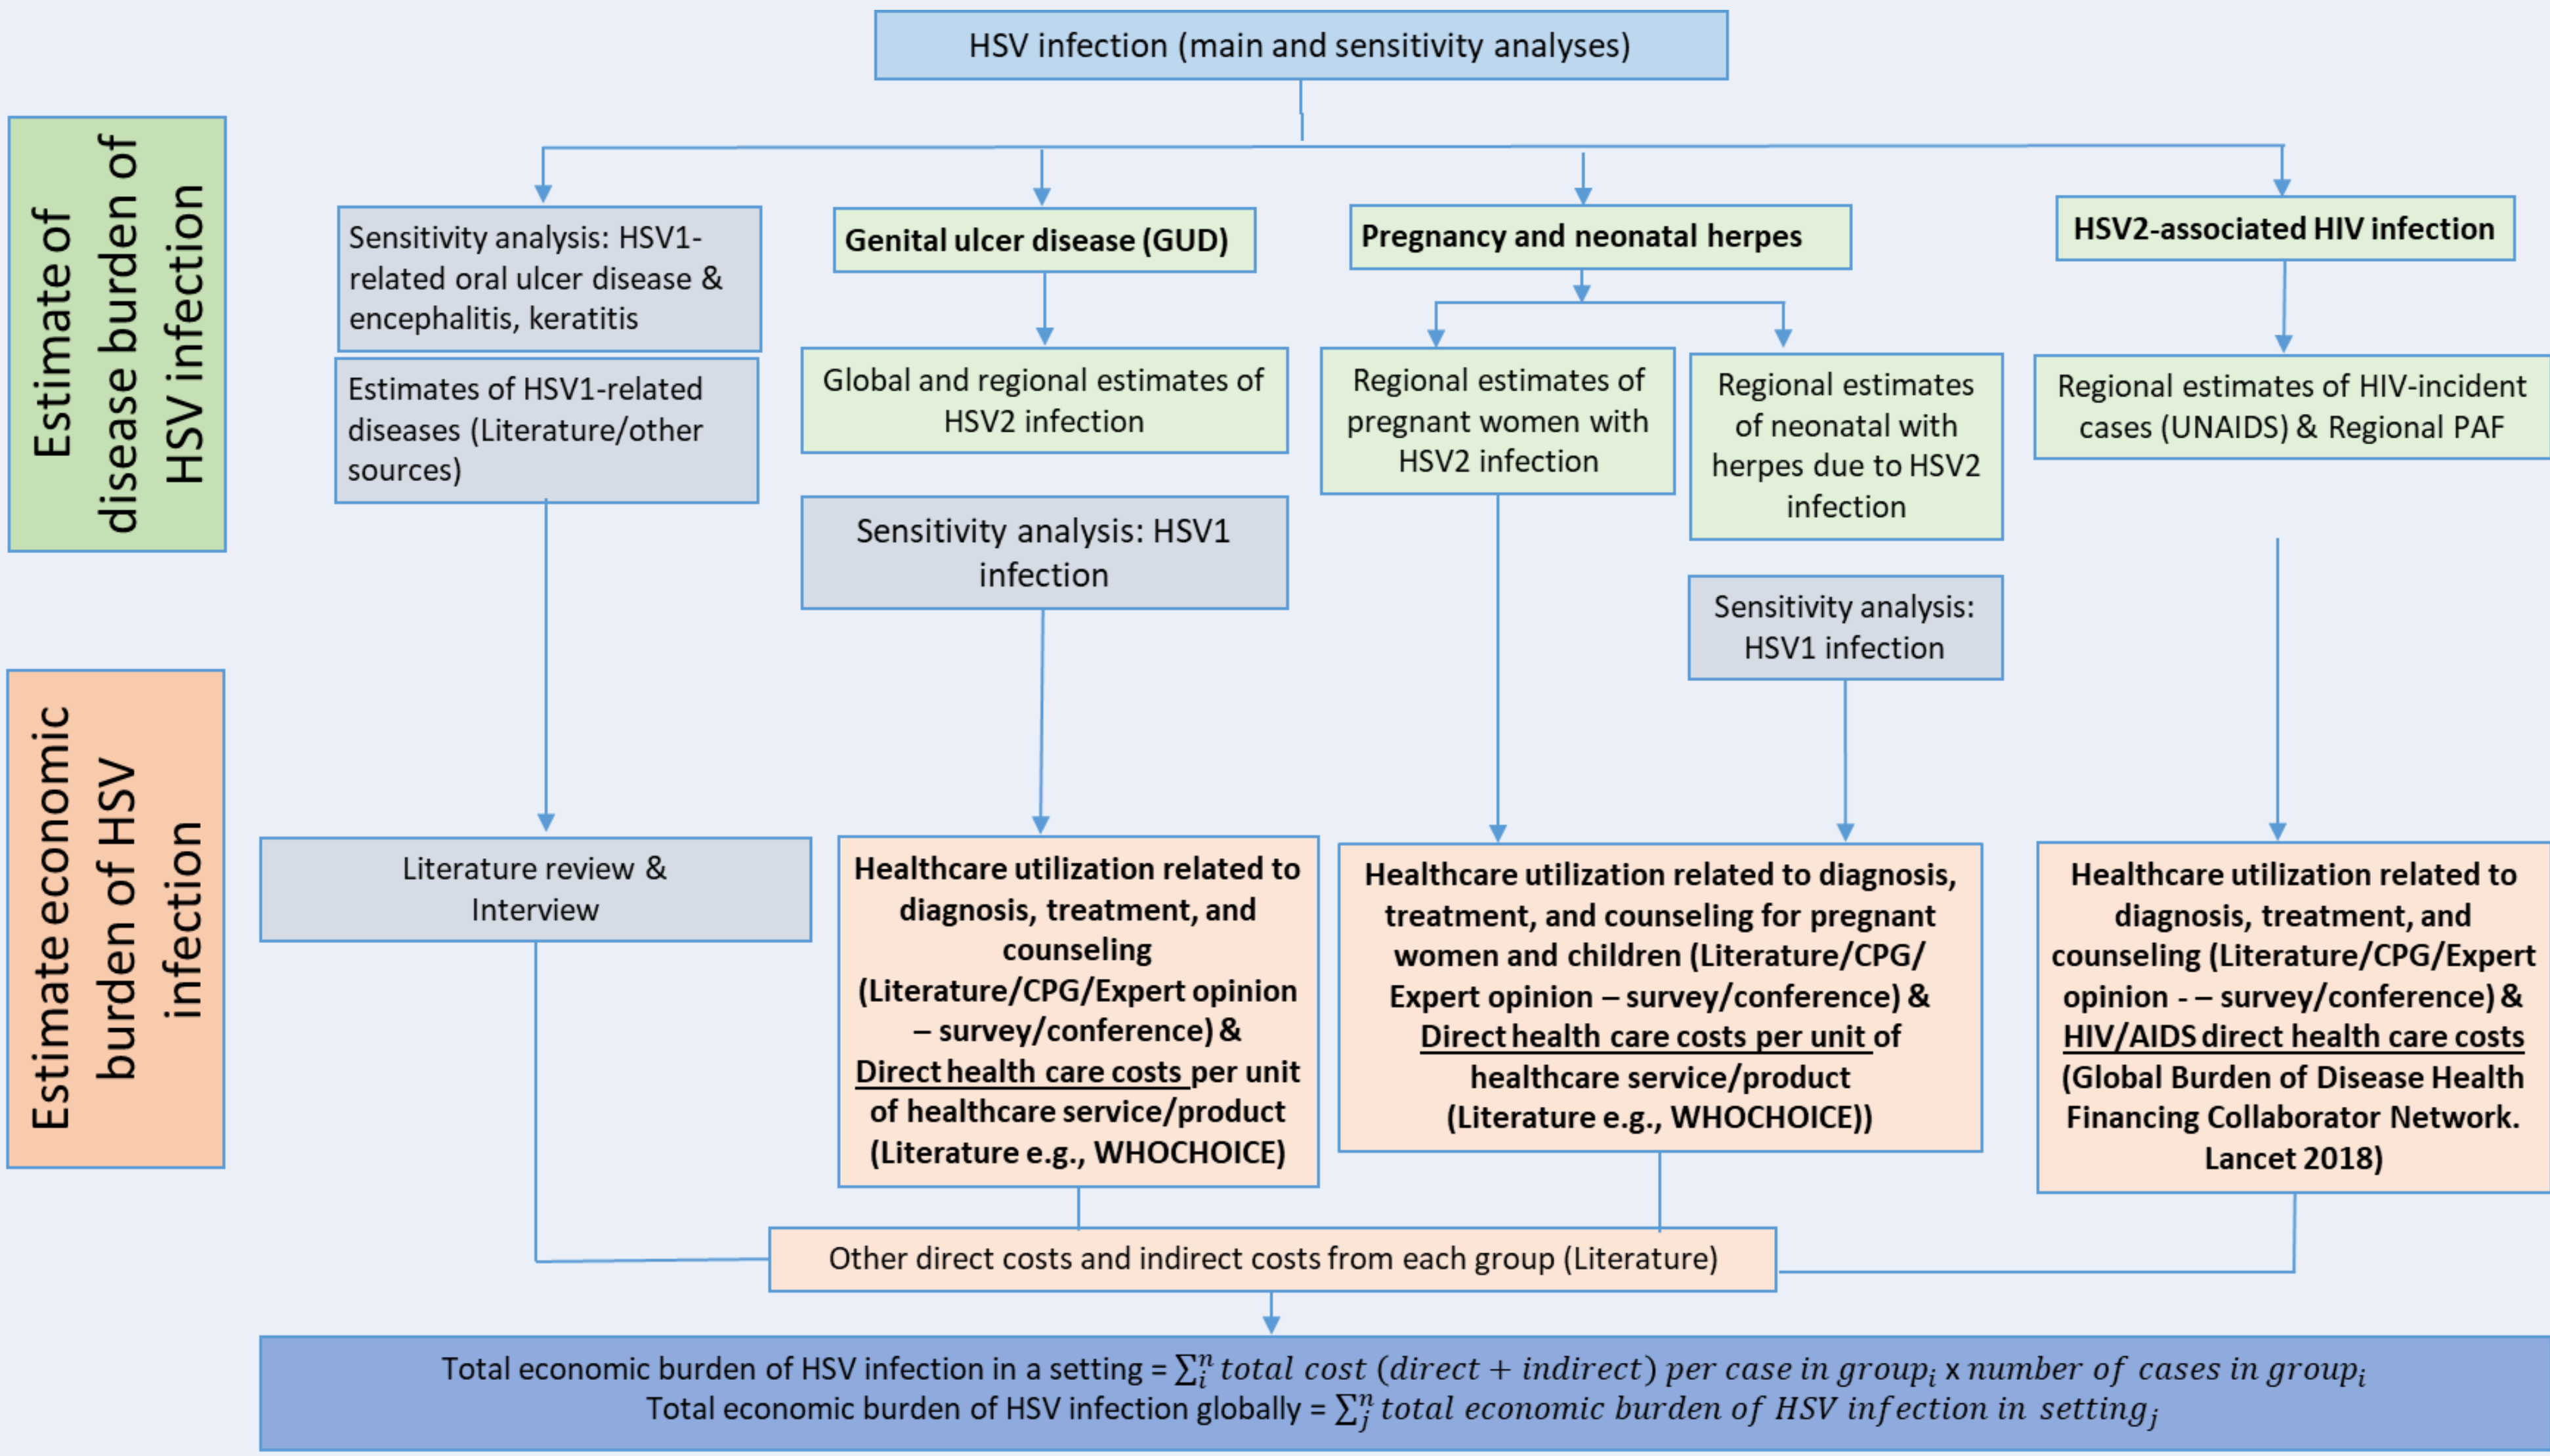 HSV infection (main and sensitivity analyses)
Estimate of
disease burden of
HSV infection
Sensitivity analysis: HSV1-
related oral ulcer disease &
encephalitis, keratitis
Estimates of HSV1-related
diseases (Literature/other
sources)
Genital ulcer disease (GUD)
Global and regional estimates of
HSV2 infection
Sensitivity analysis: HSV1
infection
Pregnancy and neonatal herpes
Regional estimates of
pregnant women with
HSV2 infection
Regional estimates
of neonatal with
herpes due to HSV2
infection
Sensitivity analysis:
HSV1 infection
HSV2-associated HIV infection
Regional estimates of HIV-incident
cases (UNAIDS) & Regional PAF
Estimate economic
burden of HSV
infection
Literature review &
Interview
Healthcare utilization related to
diagnosis, treatment, and
counseling
(Literature/CPG/Expert opinion
– survey/conference) &
Direct health care costs per unit
of healthcare service/product
(Literature e.g., WHOCHOICE)
Healthcare utilization related to diagnosis,
treatment, and counseling for pregnant
women and children (Literature/CPG/
Expert opinion – survey/conference) &
Direct health care costs per unit of
healthcare service/product
(Literature e.g., WHOCHOICE))
Healthcare utilization related to
diagnosis, treatment, and
counseling (Literature/CPG/Expert
opinion - – survey/conference) &
HIV/AIDS direct health care costs
(Global Burden of Disease Health
Financing Collaborator Network.
Lancet 2018)
Other direct costs and indirect costs from each group (Literature)
Total economic burden of HSV infection in a setting = ∑ᵢⁿ total cost (direct + indirect) per case in groupᵢ x number of cases in groupᵢ
Total economic burden of HSV infection globally = ∑ⱼⁿ total economic burden of HSV infection in settingⱼ